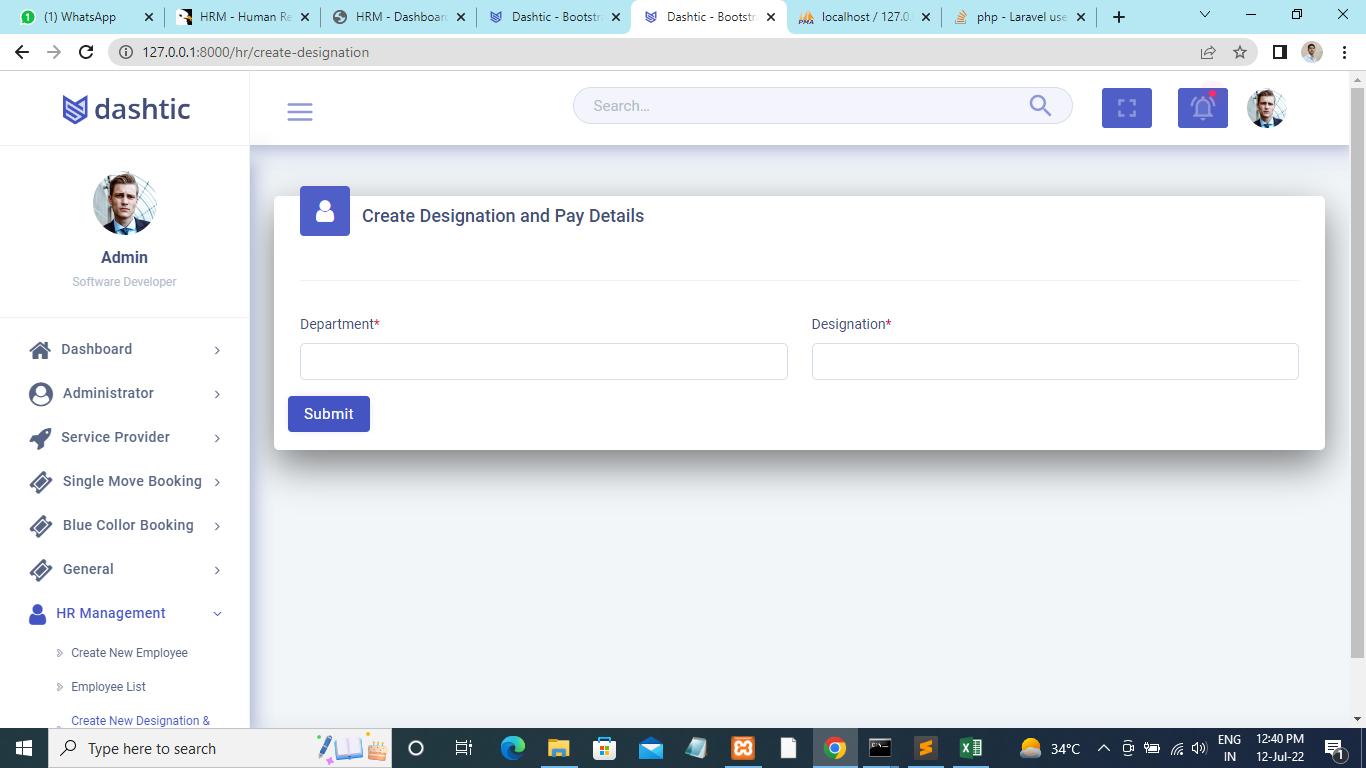 (1) WhatsApp
HRM - Human Re
HRM - Dashboard
Dashtic - Bootstr
Dashtic - Bootstr
localhost / 127.0.
php - Laravel use
127.0.0.1:8000/hr/create-designation
dashtic
Search...
Admin
Software Developer
Create Designation and Pay Details
Department*
Designation*
Submit
Dashboard
Administrator
Service Provider
Single Move Booking
Blue Collor Booking
General
HR Management
Create New Employee
Employee List
Create New Designation &
Type here to search
34°C
ENG
IN
12:40 PM
12-Jul-22
1